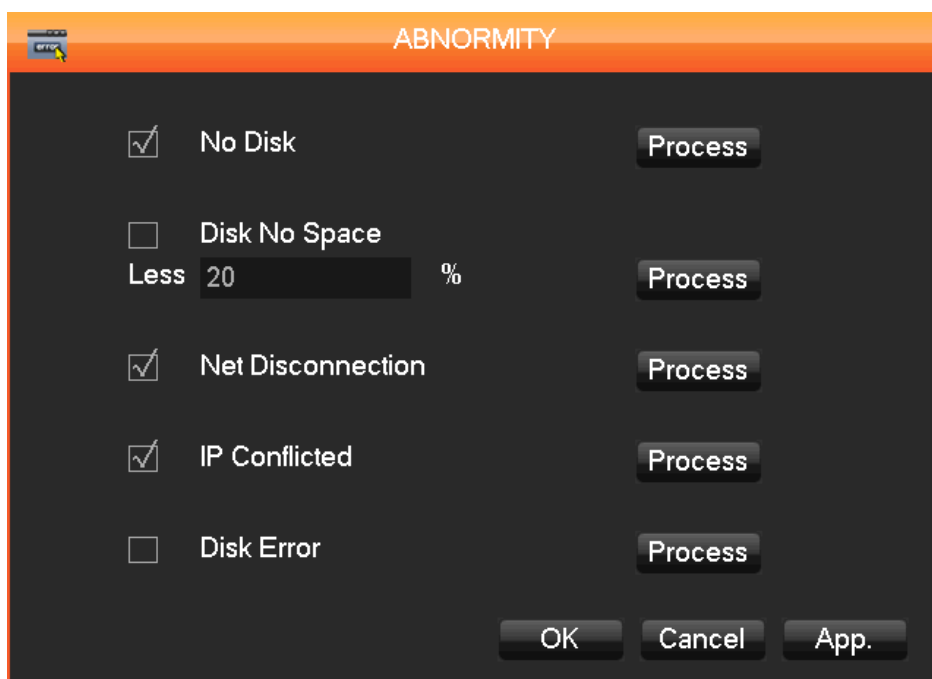 error
ABNORMITY
No Disk Process
Disk No Space
Less 20 % Process
Net Disconnection Process
IP Conflicted Process
Disk Error Process
OK Cancel App.